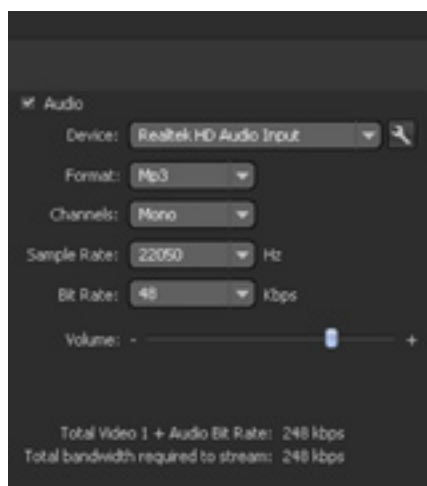 Audio
Device: Realtek HD Audio Input
Format: Mp3
Channels: Mono
Sample Rate: 22050 Hz
Bit Rate: 48 Kbps
Volume: - +
Total Video 1 + Audio Bit Rate: 248 kbps
Total bandwidth required to stream: 248 kbps